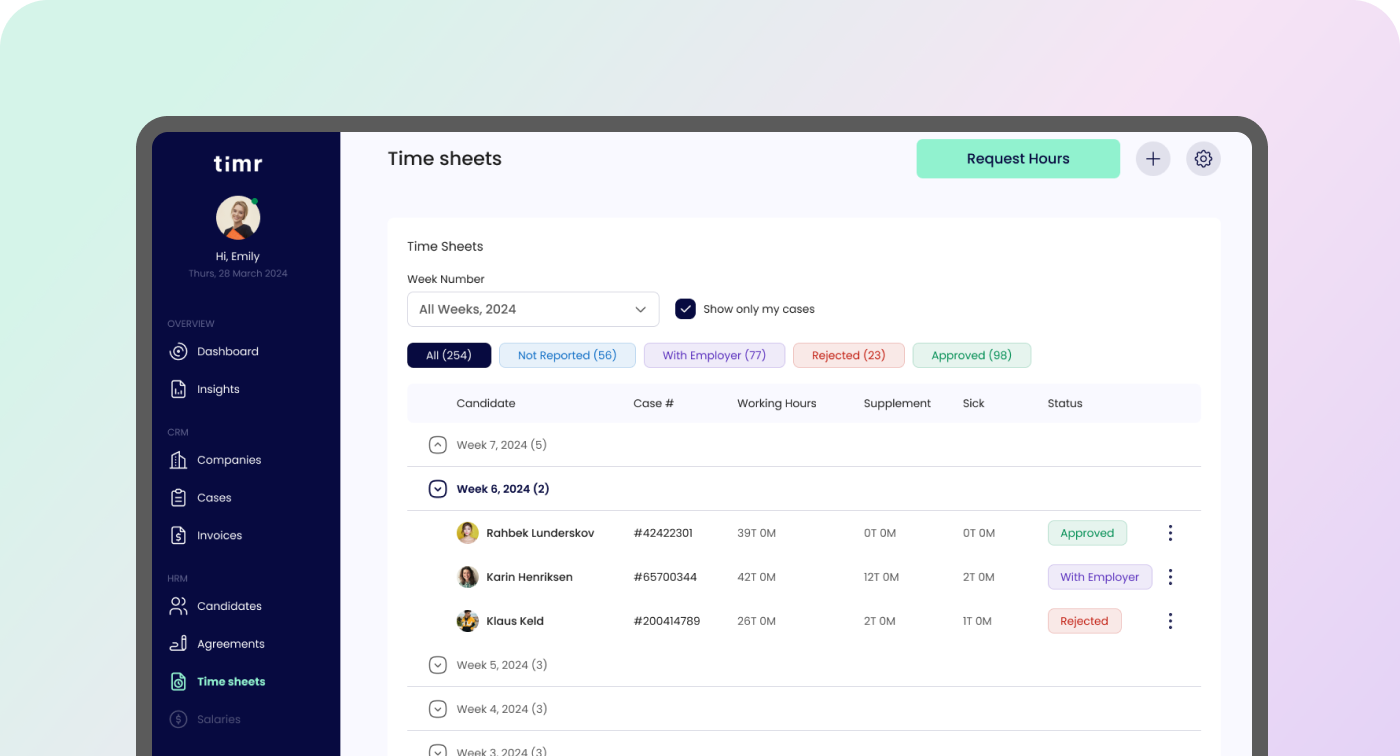 timr
Hi, Emily
Thurs, 28 March 2024
OVERVIEW
Dashboard
Insights
CRM
Companies
Cases
Invoices
HRM
Candidates
Agreements
Time sheets
Salaries
Time sheets
Request Hours
Time Sheets
Week Number
All Weeks, 2024
Show only my cases
All (254) Not Reported (56) With Employer (77) Rejected (23) Approved (98)
Candidate Case # Working Hours Supplement Sick Status
Week 7, 2024 (5)
Week 6, 2024 (2)
Rahbek Lunderskov #42422301 39T 0M 0T 0M 0T 0M Approved
Karin Henriksen #65700344 42T 0M 12T 0M 2T 0M With Employer
Klaus Keld #200414789 26T 0M 2T 0M 1T 0M Rejected
Week 5, 2024 (3)
Week 4, 2024 (3)
Week 3, 2024 (3)